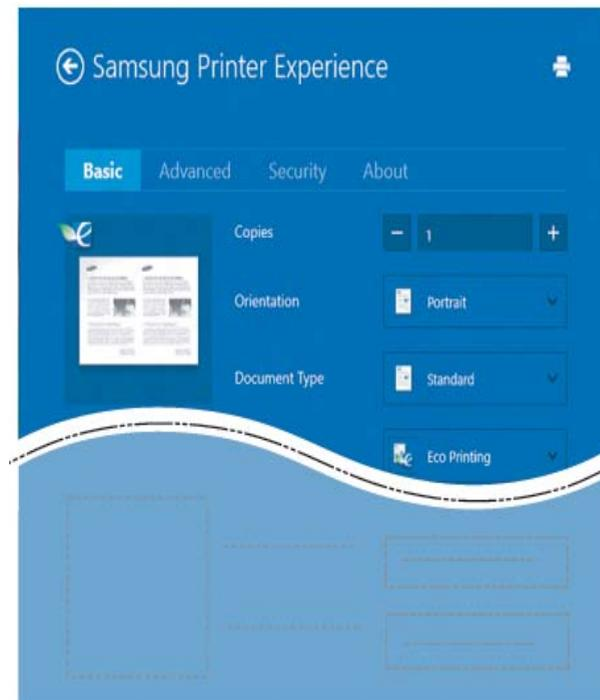 Samsung Printer Experience
Basic Advanced Security About
Copies 1
Orientation Portrait
Document Type Standard
Eco Printing